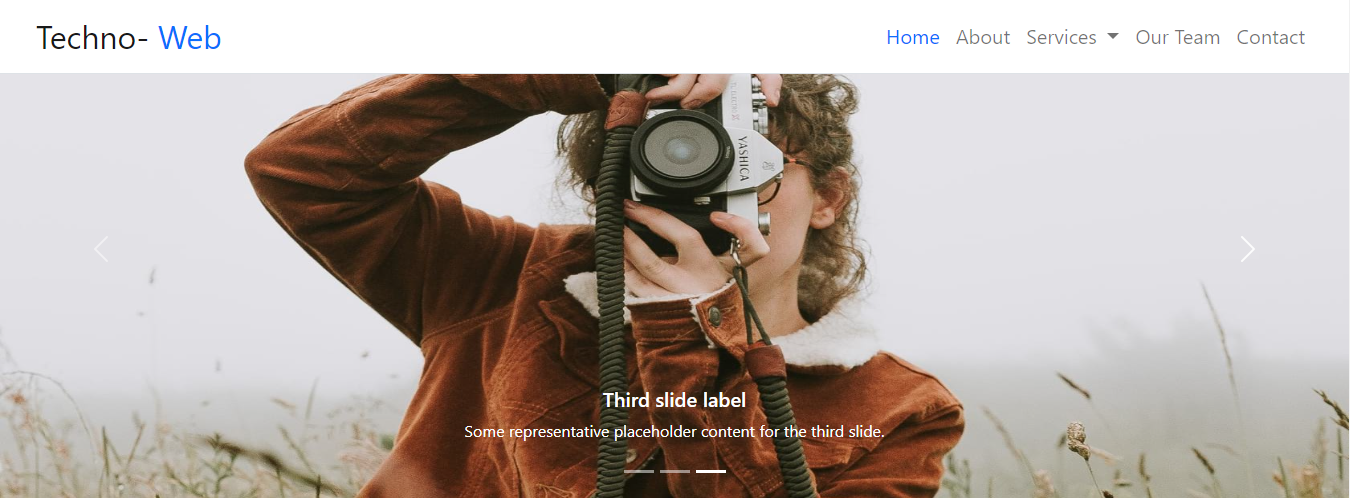 Techno- Web
Home About Services Our Team Contact
YASHICA
Third slide label
Some representative placeholder content for the third slide.